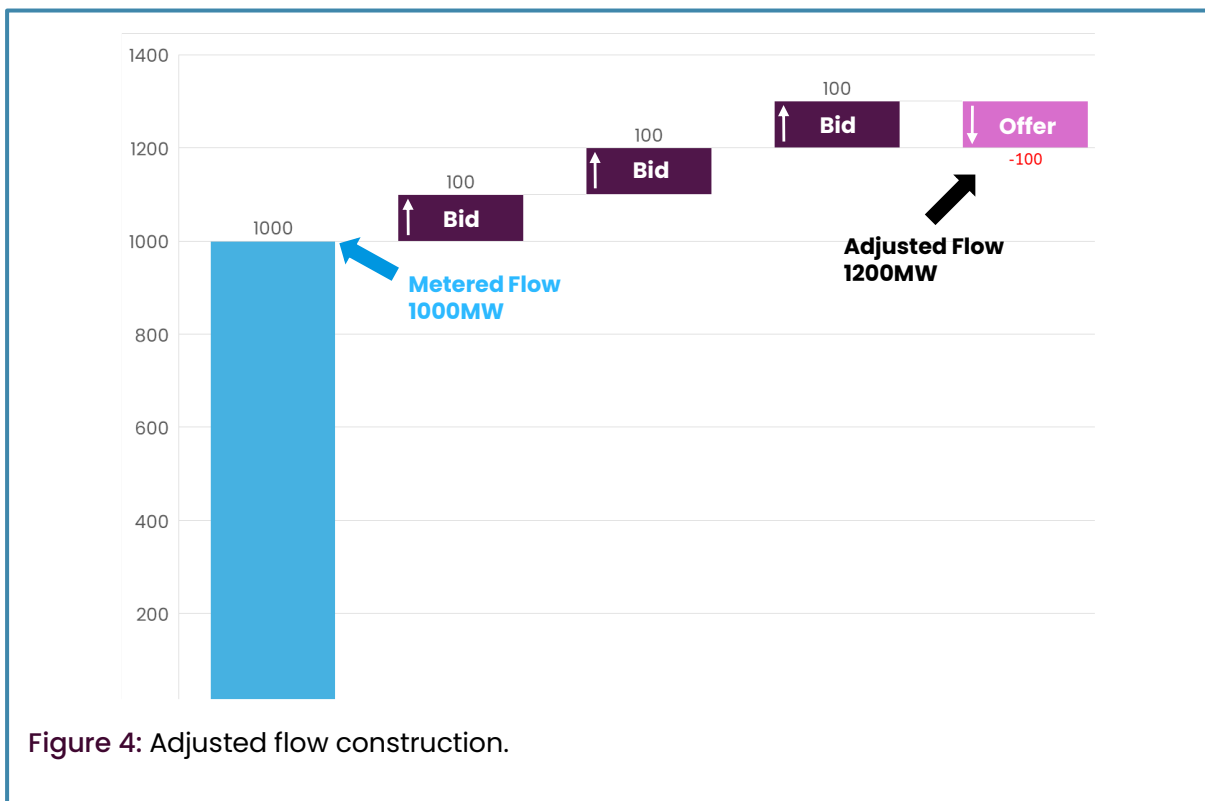 1400
1200
1000
800
600
400
200
1000
100
Bid
100
Bid
100
Bid
Offer
-100
Metered Flow
1000MW
Adjusted Flow
1200MW
Figure 4: Adjusted flow construction.